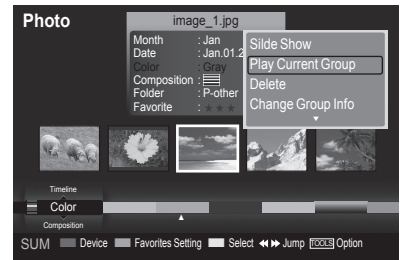 Photo
image_1.jpg
Month : Jan
Date : Jan.01.2
Color : Gray
Composition :
Folder : P-other
Favorite : ★ ★ ★
Silde Show
Play Current Group
Delete
Change Group Info
Timeline
Color
Composition
SUM Device Favorites Setting Select Jump TOOLS Option